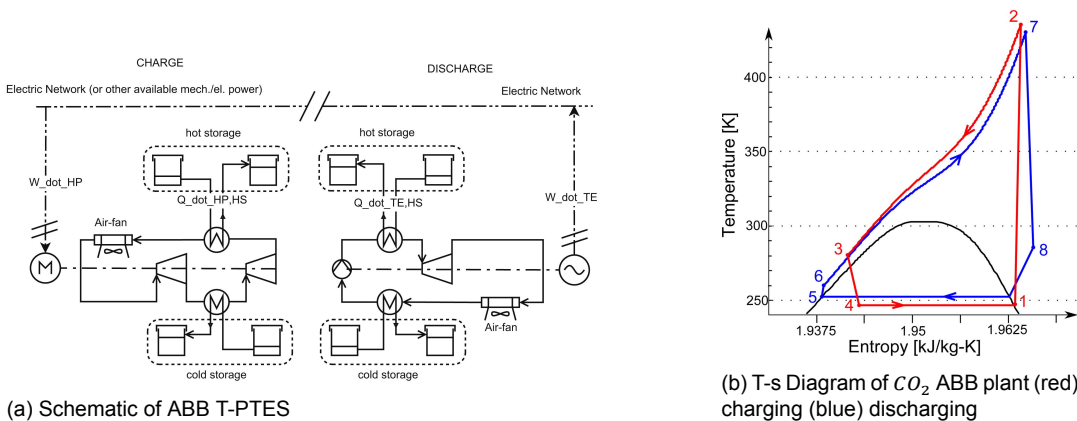 CHARGE
DISCHARGE
Electric Network (or other available mech./el. power)
Electric Network
hot storage
hot storage
W_dot_HP
Q_dot_HP,HS
Q_dot_TE,HS
W_dot_TE
Air-fan
M
Air-fan
cold storage
cold storage
(a) Schematic of ABB T-PTES
Temperature [K]
400
350
300
250
2
7
3
8
6
5
4
1
1.9375
1.95
1.9625
Entropy [kJ/kg-K]
(b) T-s Diagram of CO₂ ABB plant (red)
charging (blue) discharging